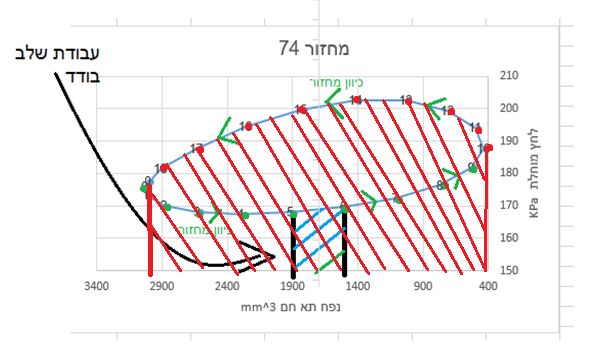 מחזור 74
עבודת שלב
בודד
כיוון מחזור
210
200
190
180
170
160
150
לחץ מוחלט KPa
כיוון מחזור
3400
2900
2400
1900
1400
900
400
נפח תא חם mm^3